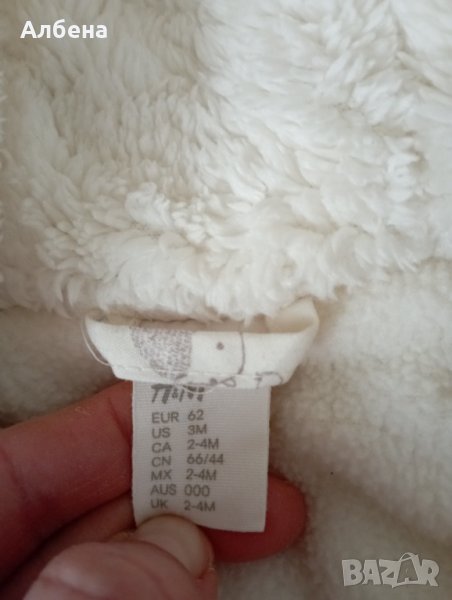 Албена
H&M
EUR 62
US 3M
CA 2-4M
CN 66/44
MX 2-4M
AUS 000
UK 2-4M
BAZAR